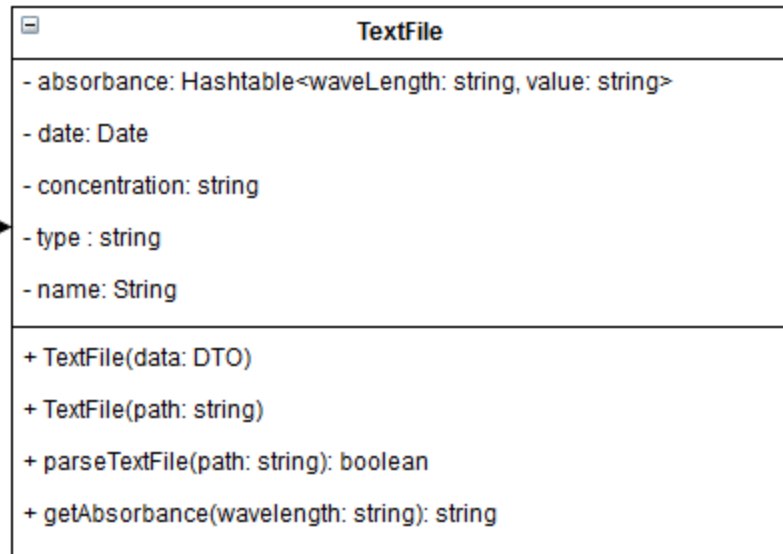 TextFile
- absorbance: Hashtable<waveLength: string, value: string>
- date: Date
- concentration: string
- type : string
- name: String
+ TextFile(data: DTO)
+ TextFile(path: string)
+ parseTextFile(path: string): boolean
+ getAbsorbance(wavelength: string): string